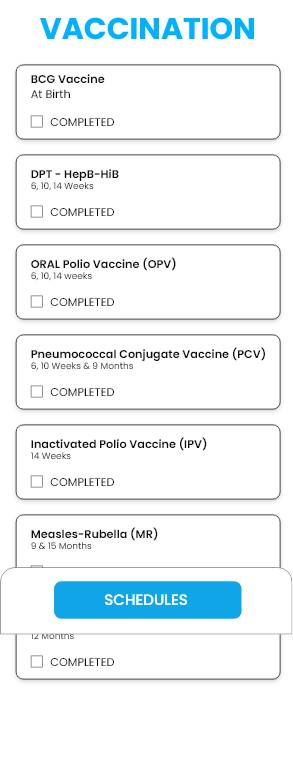 VACCINATION
BCG Vaccine
At Birth
COMPLETED
DPT - HepB-HiB
6, 10, 14 Weeks
COMPLETED
ORAL Polio Vaccine (OPV)
6, 10, 14 weeks
COMPLETED
Pneumococcal Conjugate Vaccine (PCV)
6, 10 Weeks & 9 Months
COMPLETED
Inactivated Polio Vaccine (IPV)
14 Weeks
COMPLETED
Measles-Rubella (MR)
9 & 15 Months
SCHEDULES
12 Months
COMPLETED